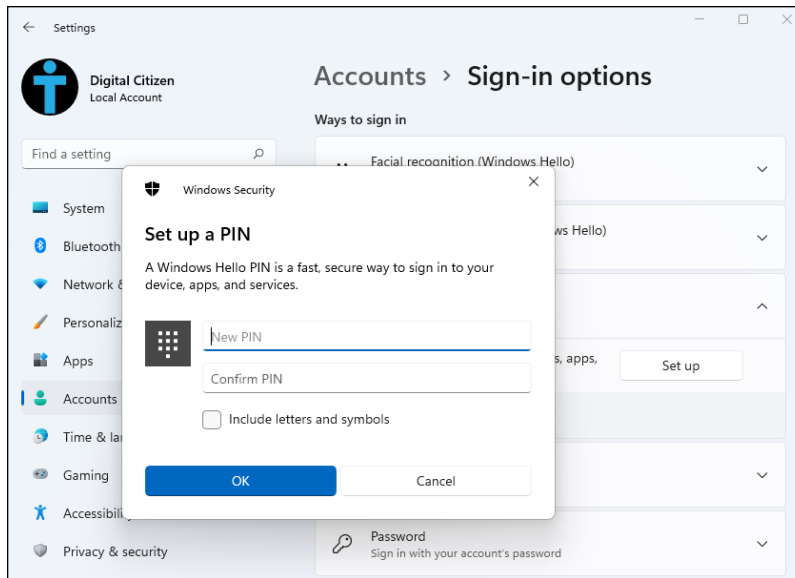 Settings
Digital Citizen
Local Account
Find a setting
System
Bluetooth
Network &
Personaliz
Apps
Accounts
Time & la
Gaming
Accessibili
Privacy & security
Accounts > Sign-in options
Ways to sign in
Facial recognition (Windows Hello)
ws Hello)
s, apps,
Set up
Password
Sign in with your account's password
Windows Security
Set up a PIN
A Windows Hello PIN is a fast, secure way to sign in to your
device, apps, and services.
New PIN
Confirm PIN
Include letters and symbols
OK
Cancel